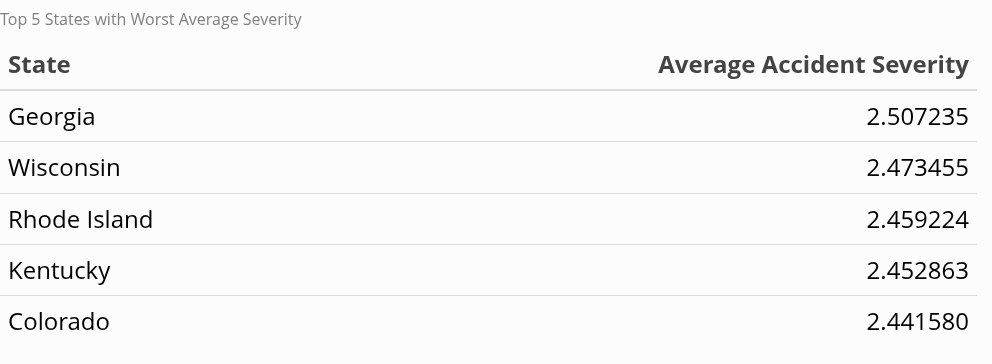 Top 5 States with Worst Average Severity
State Average Accident Severity
Georgia 2.507235
Wisconsin 2.473455
Rhode Island 2.459224
Kentucky 2.452863
Colorado 2.441580